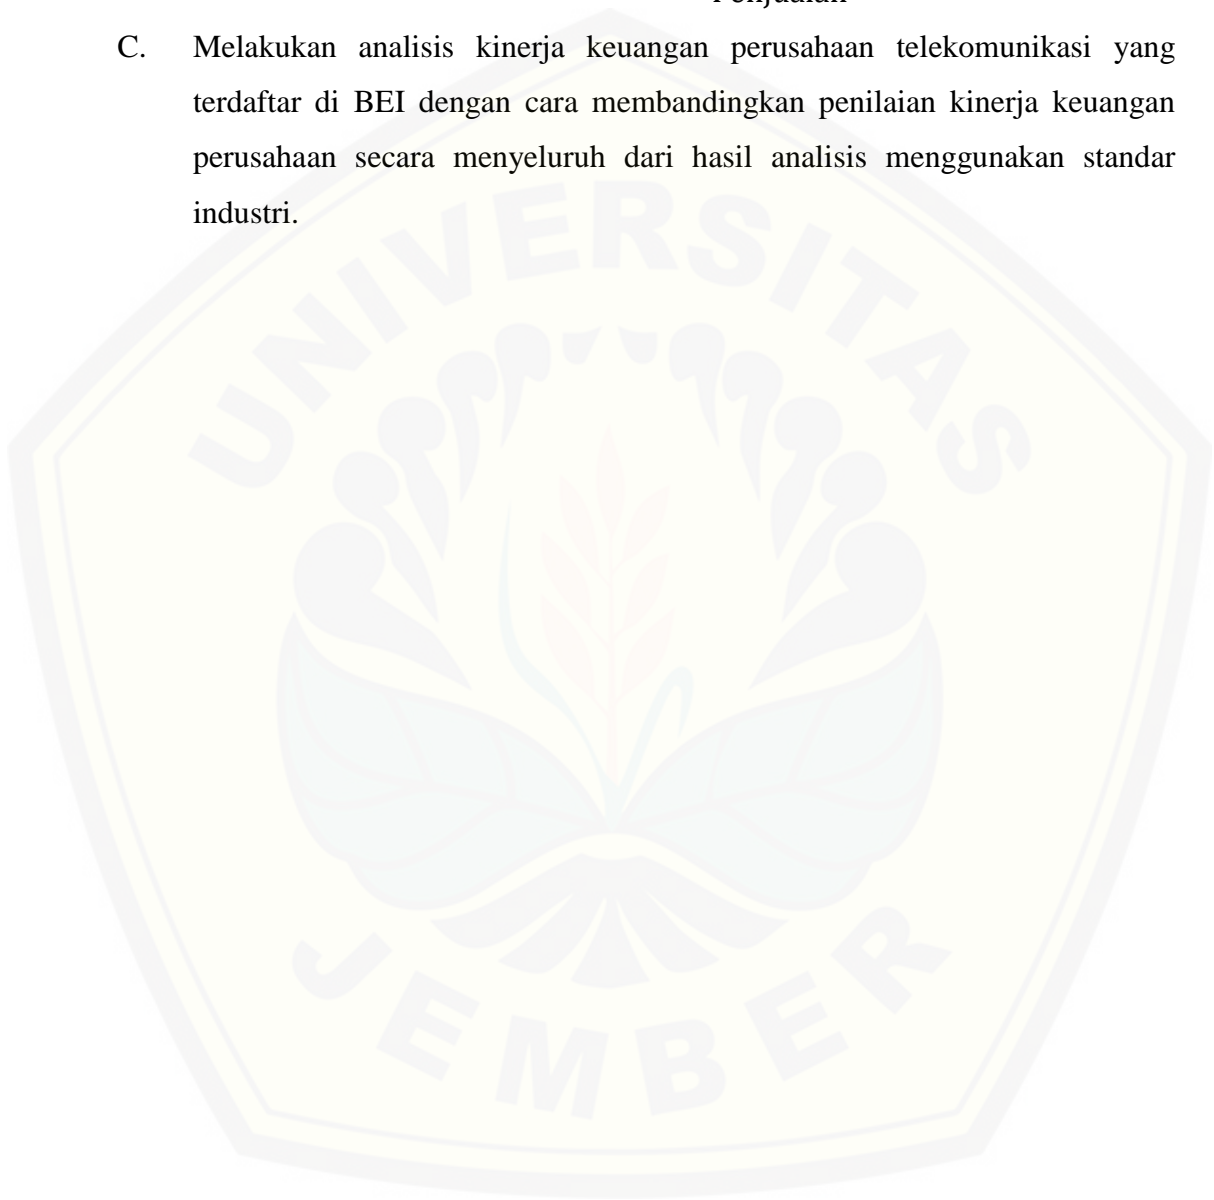 Penjualan
C. Melakukan analisis kinerja keuangan perusahaan telekomunikasi yang
terdaftar di BEI dengan cara membandingkan penilaian kinerja keuangan
perusahaan secara menyeluruh dari hasil analisis menggunakan standar
industri.
UNIVERSITAS
JEMBER